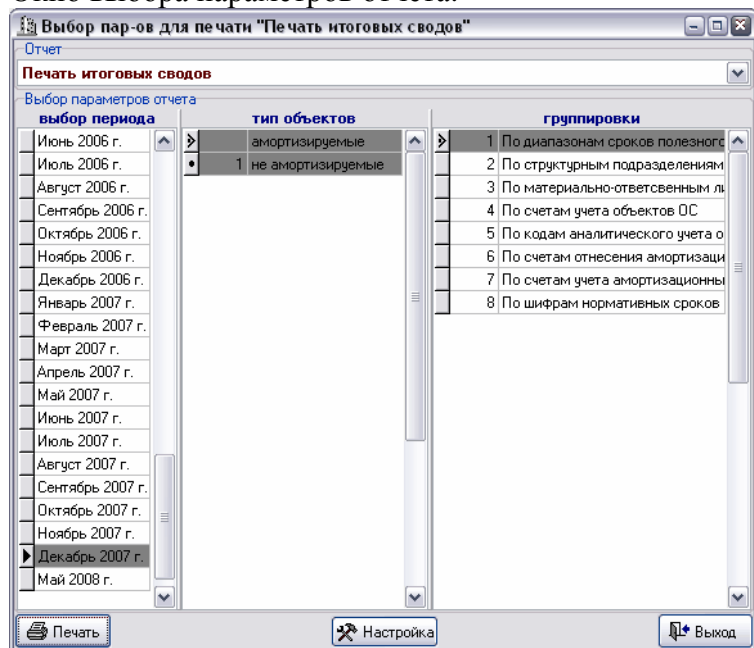 Окно выбора параметров отчета:
Выбор пар-ов для печати "Печать итоговых сводов"
Отчет
Печать итоговых сводов
Выбор параметров отчета
выбор периода
Июнь 2006 г.
Июль 2006 г.
Август 2006 г.
Сентябрь 2006 г.
Октябрь 2006 г.
Ноябрь 2006 г.
Декабрь 2006 г.
Январь 2007 г.
Февраль 2007 г.
Март 2007 г.
Апрель 2007 г.
Май 2007 г.
Июнь 2007 г.
Июль 2007 г.
Август 2007 г.
Сентябрь 2007 г.
Октябрь 2007 г.
Ноябрь 2007 г.
Декабрь 2007 г.
Май 2008 г.
тип объектов
амортизируемые
1 не амортизируемые
группировки
1 По диапазонам сроков полезног
2 По структурным подразделениям
3 По материально-ответсвенным л
4 По счетам учета объектов ОС
5 По кодам аналитического учета о
6 По счетам отнесения амортизаци
7 По счетам учета амортизационны
8 По шифрам нормативных сроков
Печать
Настройка
Выход